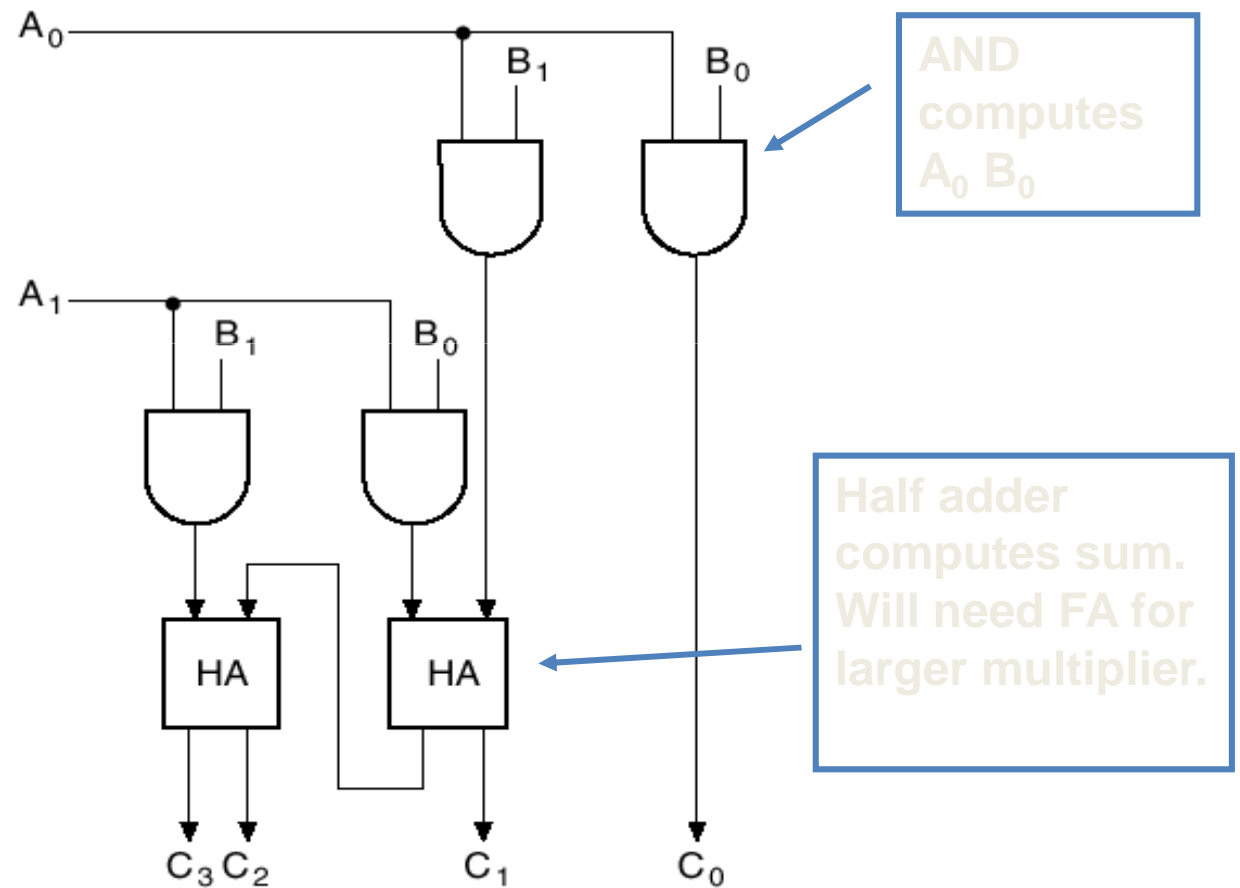 A₀
B₁
B₀
AND
computes
A₀ B₀
A₁
B₁
B₀
Half adder
computes sum.
Will need FA for
larger multiplier.
HA
HA
C₃ C₂
C₁
C₀